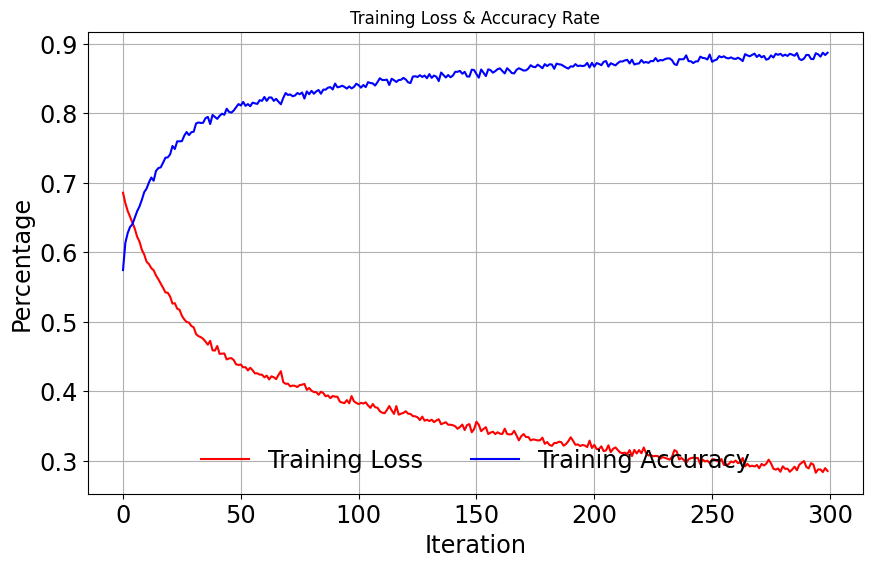 Training Loss & Accuracy Rate
0.9
0.8
0.7
0.6
0.5
0.4
0.3
Percentage
Training Loss
Training Accuracy
0 50 100 150 200 250 300
Iteration